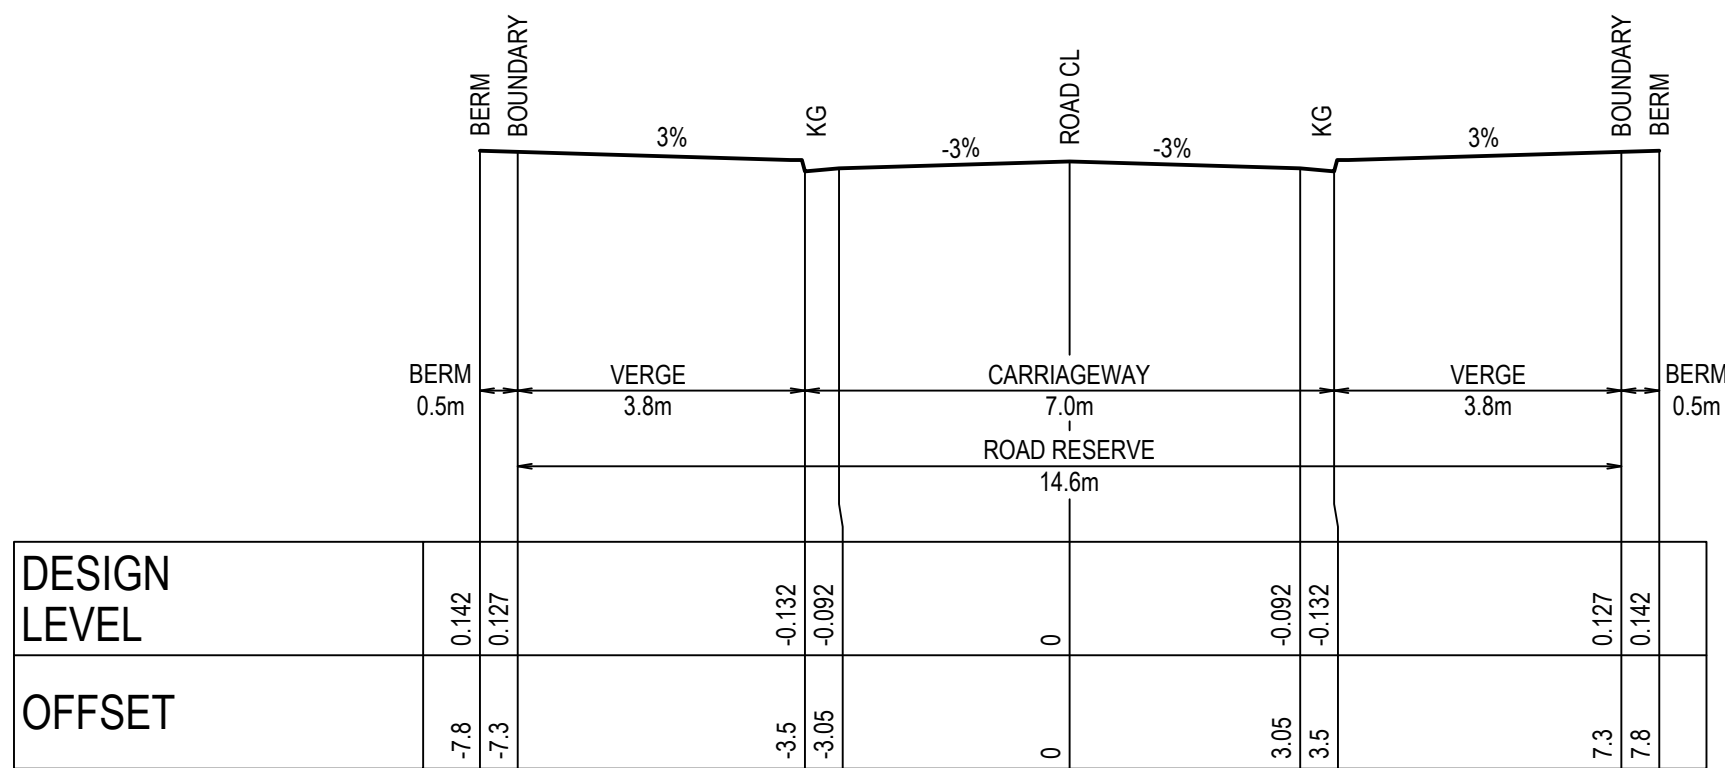 BERM
BOUNDARY
KG
ROAD CL
KG
BOUNDARY
BERM
3%
-3%
-3%
3%
BERM
0.5m
VERGE
3.8m
CARRIAGEWAY
7.0m
VERGE
3.8m
BERM
0.5m
ROAD RESERVE
14.6m
DESIGN
LEVEL
0.142
0.127
-0.132
-0.092
0
-0.092
-0.132
0.127
0.142
OFFSET
-7.8
-7.3
-3.5
-3.05
0
3.05
3.5
7.3
7.8